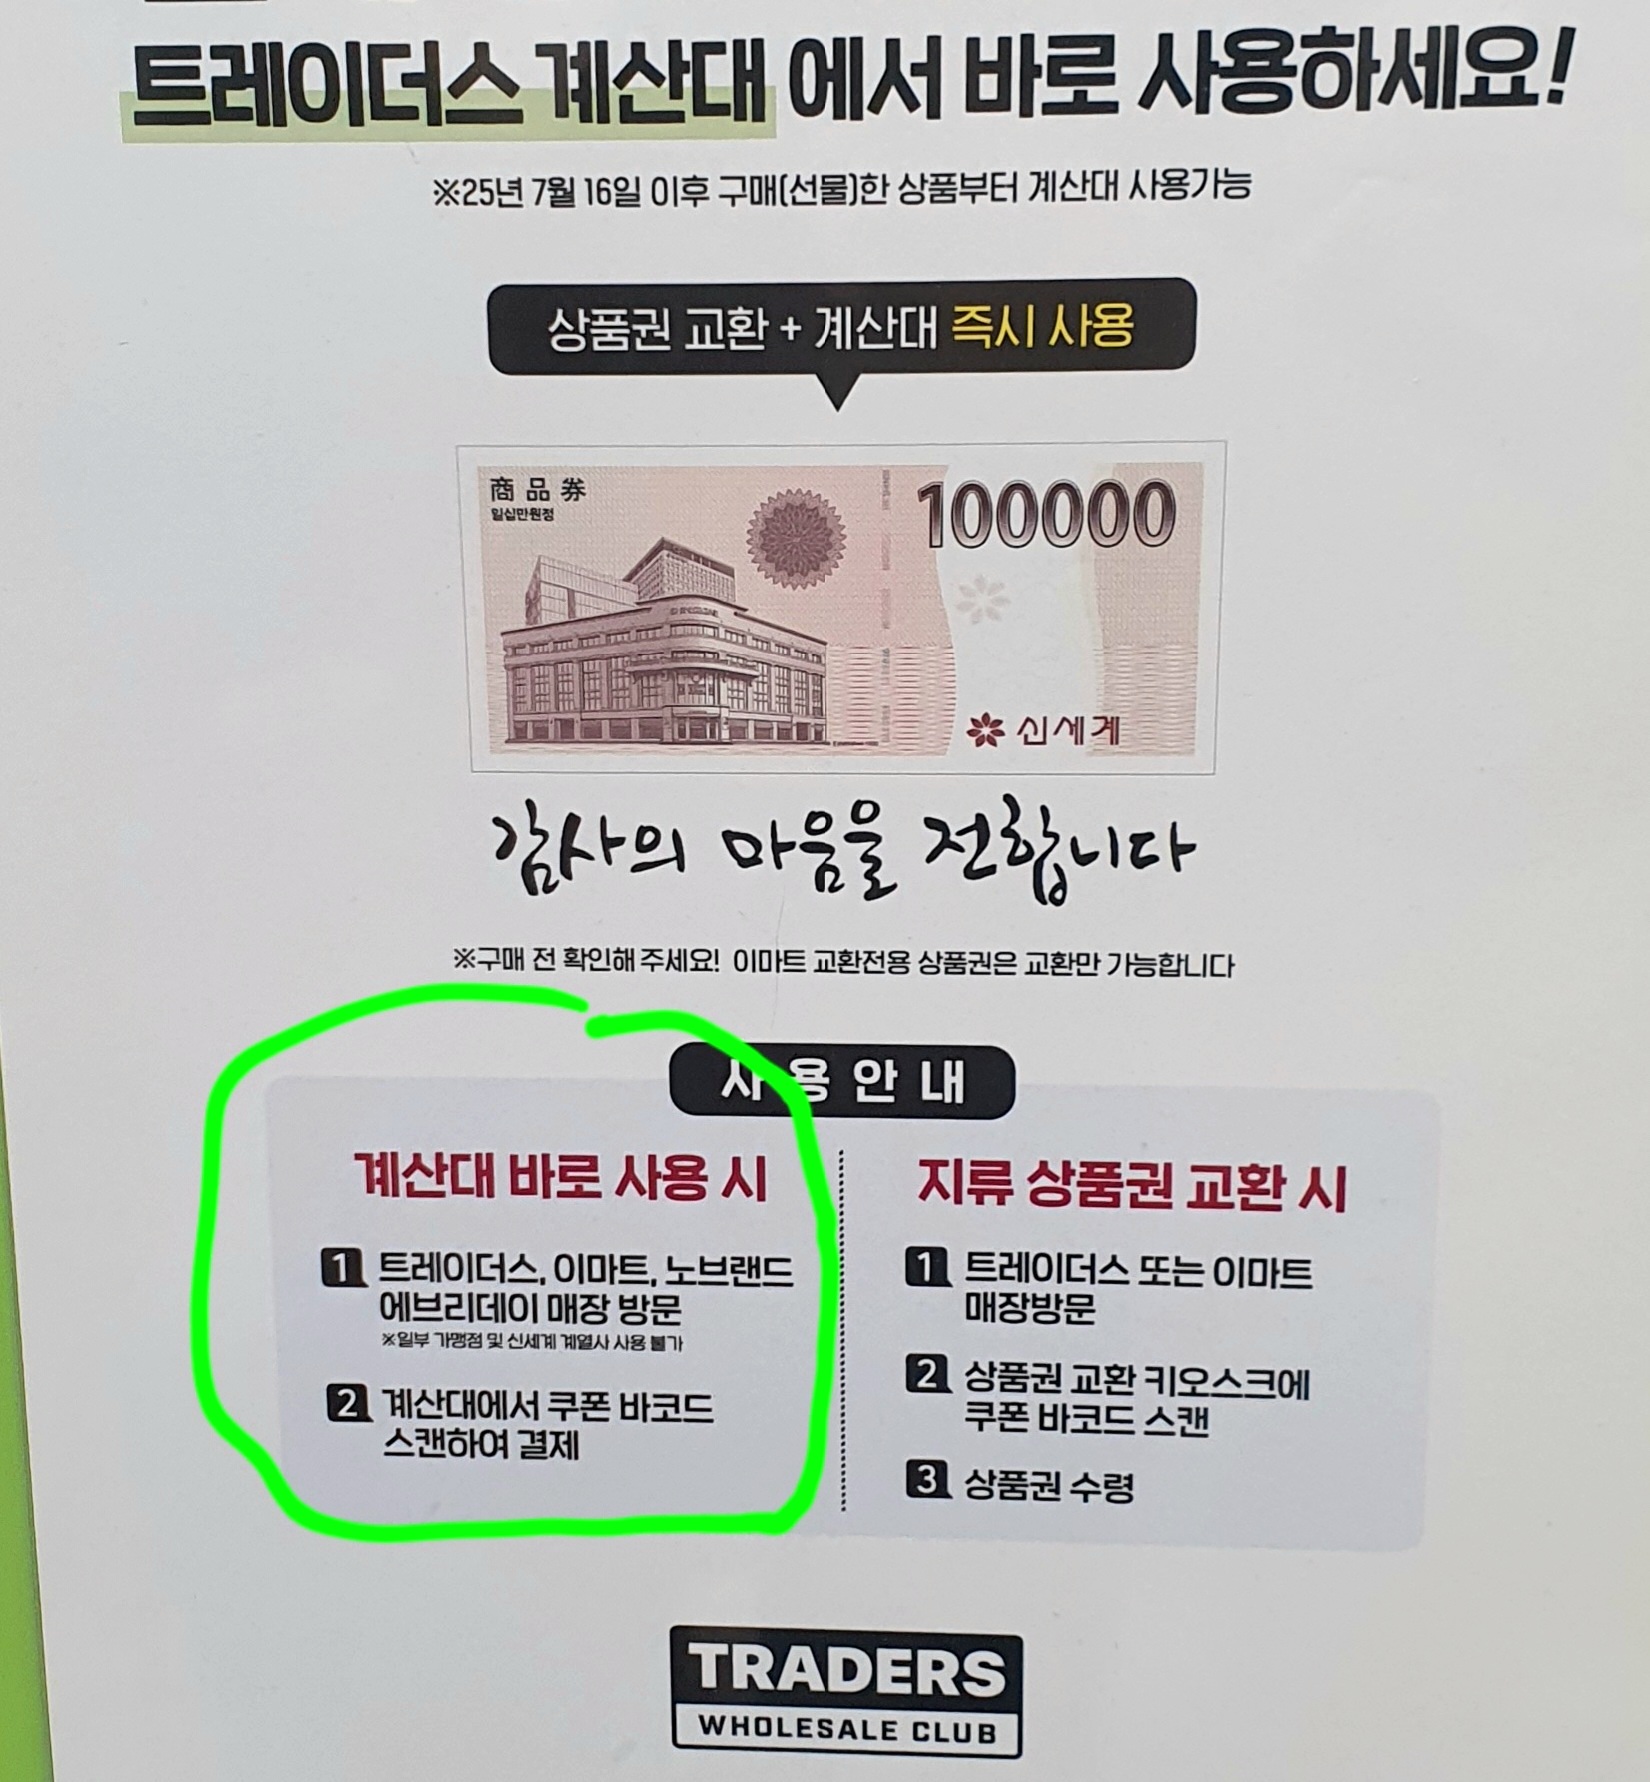 트레이더스 계산대 에서 바로 사용하세요!
※25년 7월 16일 이후 구매(선물)한 상품부터 계산대 사용가능
상품권 교환 + 계산대 즉시 사용
商品券
일십만원정
100000
신세계
감사의 마음을 전합니다
※구매 전 확인해 주세요! 이마트 교환전용 상품권은 교환만 가능합니다
사용안내
계산대 바로 사용 시
1 트레이더스, 이마트, 노브랜드
에브리데이 매장 방문
※일부 가맹점 및 신세계 계열사 사용 불가
2 계산대에서 쿠폰 바코드
스캔하여 결제
지류 상품권 교환 시
1 트레이더스 또는 이마트
매장방문
2 상품권 교환 키오스크에
쿠폰 바코드 스캔
3 상품권 수령
TRADERS
WHOLESALE CLUB